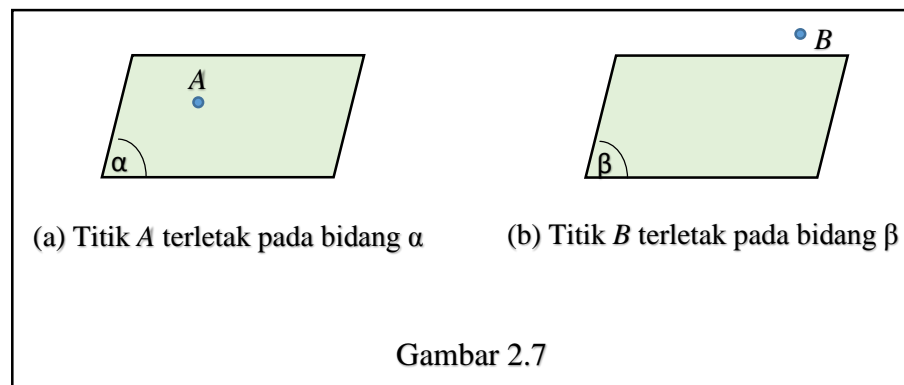 A
B
α
β
(a) Titik A terletak pada bidang α
(b) Titik B terletak pada bidang β
Gambar 2.7